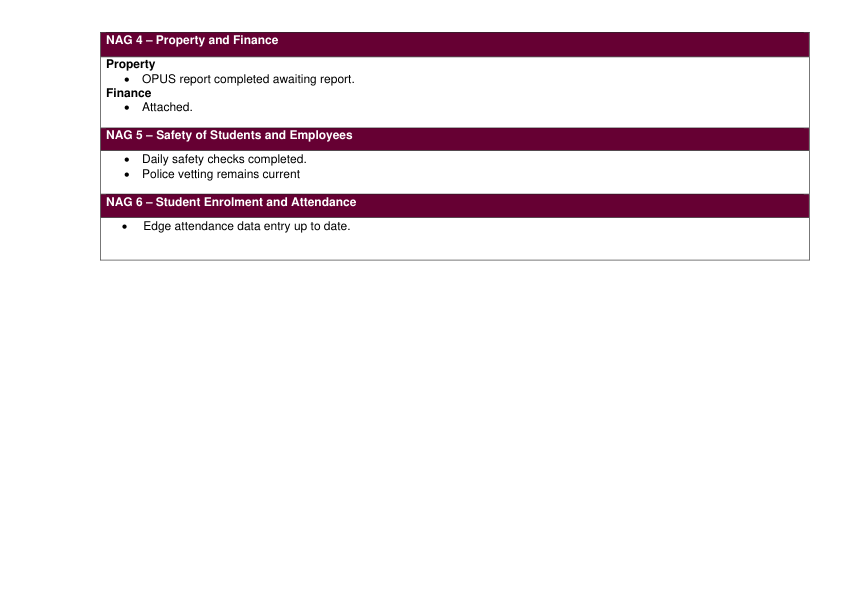 NAG 4 – Property and Finance
Property
• OPUS report completed awaiting report.
Finance
• Attached.
NAG 5 – Safety of Students and Employees
• Daily safety checks completed.
• Police vetting remains current
NAG 6 – Student Enrolment and Attendance
• Edge attendance data entry up to date.